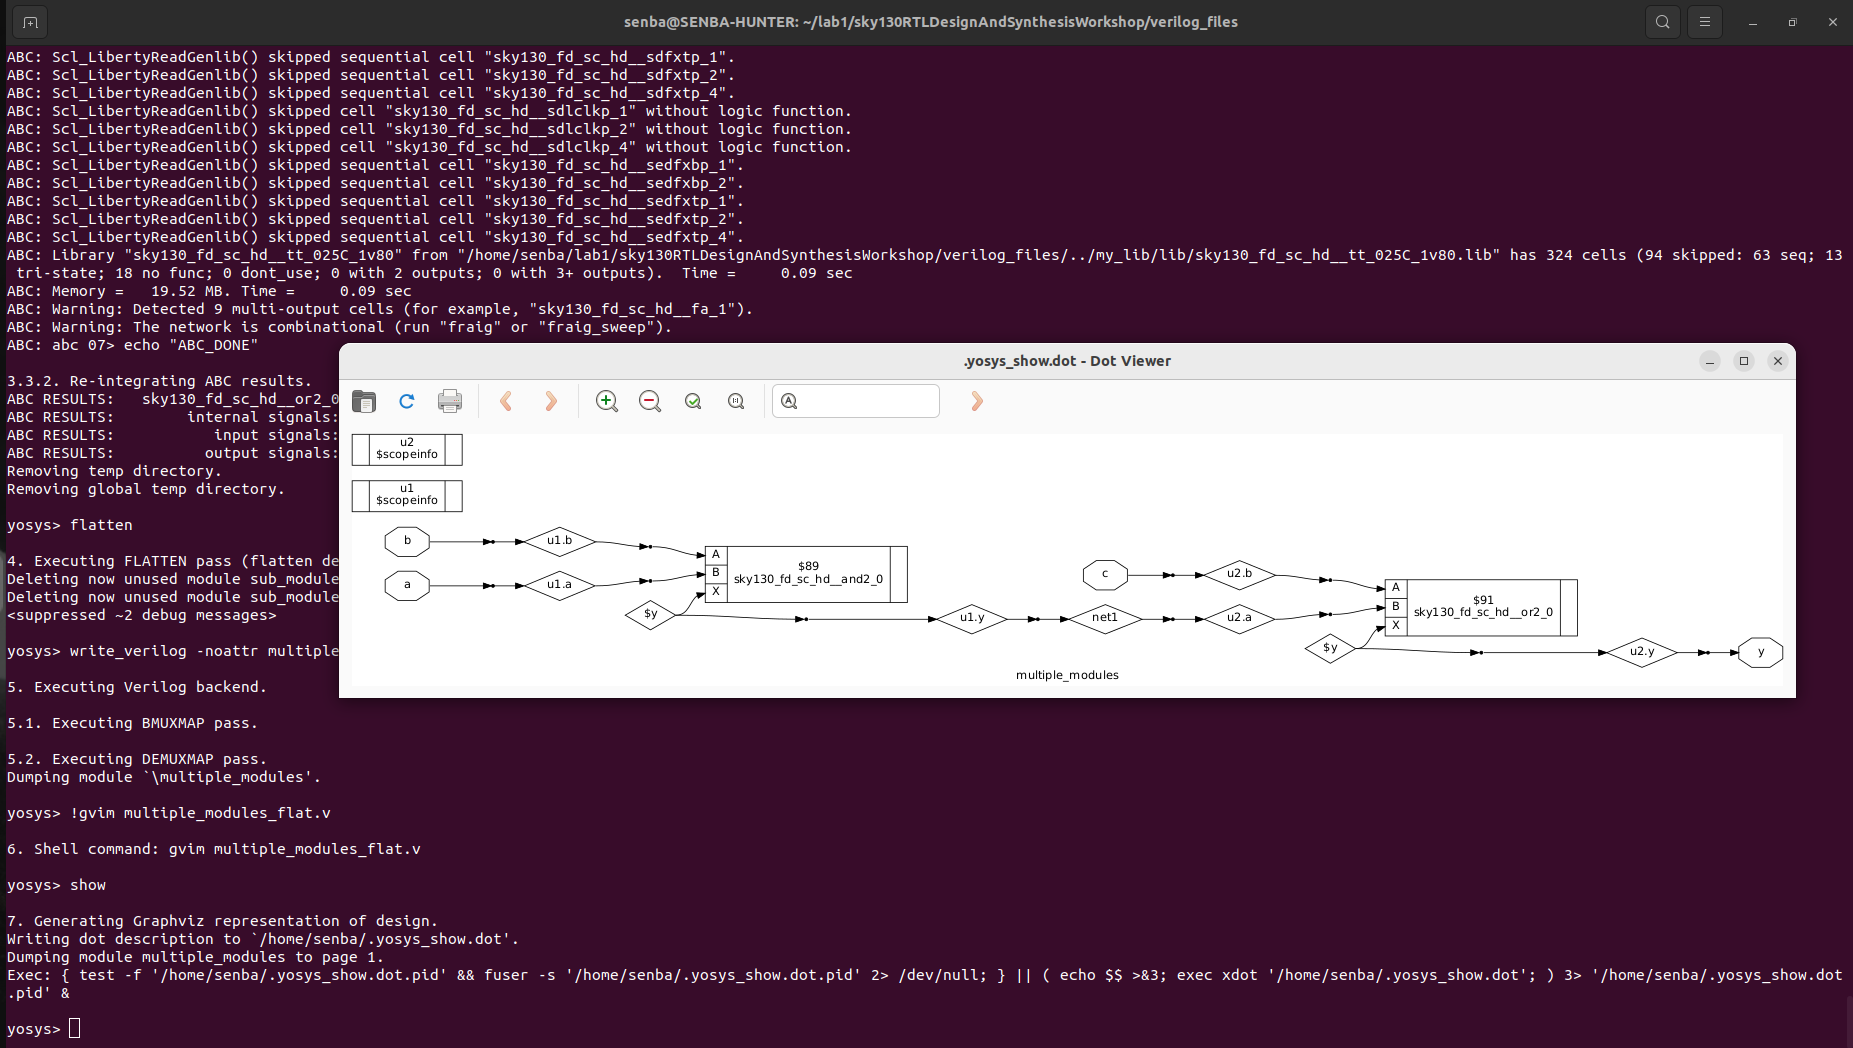 senba@SENBA-HUNTER: ~/lab1/sky130RTLDesignAndSynthesisWorkshop/verilog_files
ABC: Scl_LibertyReadGenlib() skipped sequential cell "sky130_fd_sc_hd__sdfxtp_1".
ABC: Scl_LibertyReadGenlib() skipped sequential cell "sky130_fd_sc_hd__sdfxtp_2".
ABC: Scl_LibertyReadGenlib() skipped sequential cell "sky130_fd_sc_hd__sdfxtp_4".
ABC: Scl_LibertyReadGenlib() skipped cell "sky130_fd_sc_hd__sdlclkp_1" without logic function.
ABC: Scl_LibertyReadGenlib() skipped cell "sky130_fd_sc_hd__sdlclkp_2" without logic function.
ABC: Scl_LibertyReadGenlib() skipped cell "sky130_fd_sc_hd__sdlclkp_4" without logic function.
ABC: Scl_LibertyReadGenlib() skipped sequential cell "sky130_fd_sc_hd__sedfxbp_1".
ABC: Scl_LibertyReadGenlib() skipped sequential cell "sky130_fd_sc_hd__sedfxbp_2".
ABC: Scl_LibertyReadGenlib() skipped sequential cell "sky130_fd_sc_hd__sedfxtp_1".
ABC: Scl_LibertyReadGenlib() skipped sequential cell "sky130_fd_sc_hd__sedfxtp_2".
ABC: Scl_LibertyReadGenlib() skipped sequential cell "sky130_fd_sc_hd__sedfxtp_4".
ABC: Library "sky130_fd_sc_hd__tt_025C_1v80" from "/home/senba/lab1/sky130RTLDesignAndSynthesisWorkshop/verilog_files/../my_lib/lib/sky130_fd_sc_hd__tt_025C_1v80.lib" has 324 cells (94 skipped: 63 seq; 13
tri-state; 18 no func; 0 dont_use; 0 with 2 outputs; 0 with 3+ outputs).  Time =     0.09 sec
ABC: Memory =   19.52 MB. Time =     0.09 sec
ABC: Warning: Detected 9 multi-output cells (for example, "sky130_fd_sc_hd__fa_1").
ABC: Warning: The network is combinational (run "fraig" or "fraig_sweep").
ABC: abc 07> echo "ABC_DONE"
3.3.2. Re-integrating ABC results.
ABC RESULTS:   sky130_fd_sc_hd__or2_0
ABC RESULTS:        internal signals:
ABC RESULTS:           input signals:
ABC RESULTS:          output signals:
Removing temp directory.
Removing global temp directory.
yosys> flatten
4. Executing FLATTEN pass (flatten de
Deleting now unused module sub_module
Deleting now unused module sub_module
<suppressed ~2 debug messages>
yosys> write_verilog -noattr multiple
5. Executing Verilog backend.
5.1. Executing BMUXMAP pass.
5.2. Executing DEMUXMAP pass.
Dumping module `\multiple_modules'.
yosys> !gvim multiple_modules_flat.v
6. Shell command: gvim multiple_modules_flat.v
yosys> show
7. Generating Graphviz representation of design.
Writing dot description to `/home/senba/.yosys_show.dot'.
Dumping module multiple_modules to page 1.
Exec: { test -f '/home/senba/.yosys_show.dot.pid' && fuser -s '/home/senba/.yosys_show.dot.pid' 2> /dev/null; } || ( echo $$ >&3; exec xdot '/home/senba/.yosys_show.dot'; ) 3> '/home/senba/.yosys_show.dot
.pid' &
yosys>
.yosys_show.dot - Dot Viewer
u2
$scopeinfo
u1
$scopeinfo
b
u1.b
a
u1.a
$y
A
B
X
$89
sky130_fd_sc_hd__and2_0
u1.y
net1
c
u2.b
u2.a
$y
A
B
X
$91
sky130_fd_sc_hd__or2_0
u2.y
y
multiple_modules